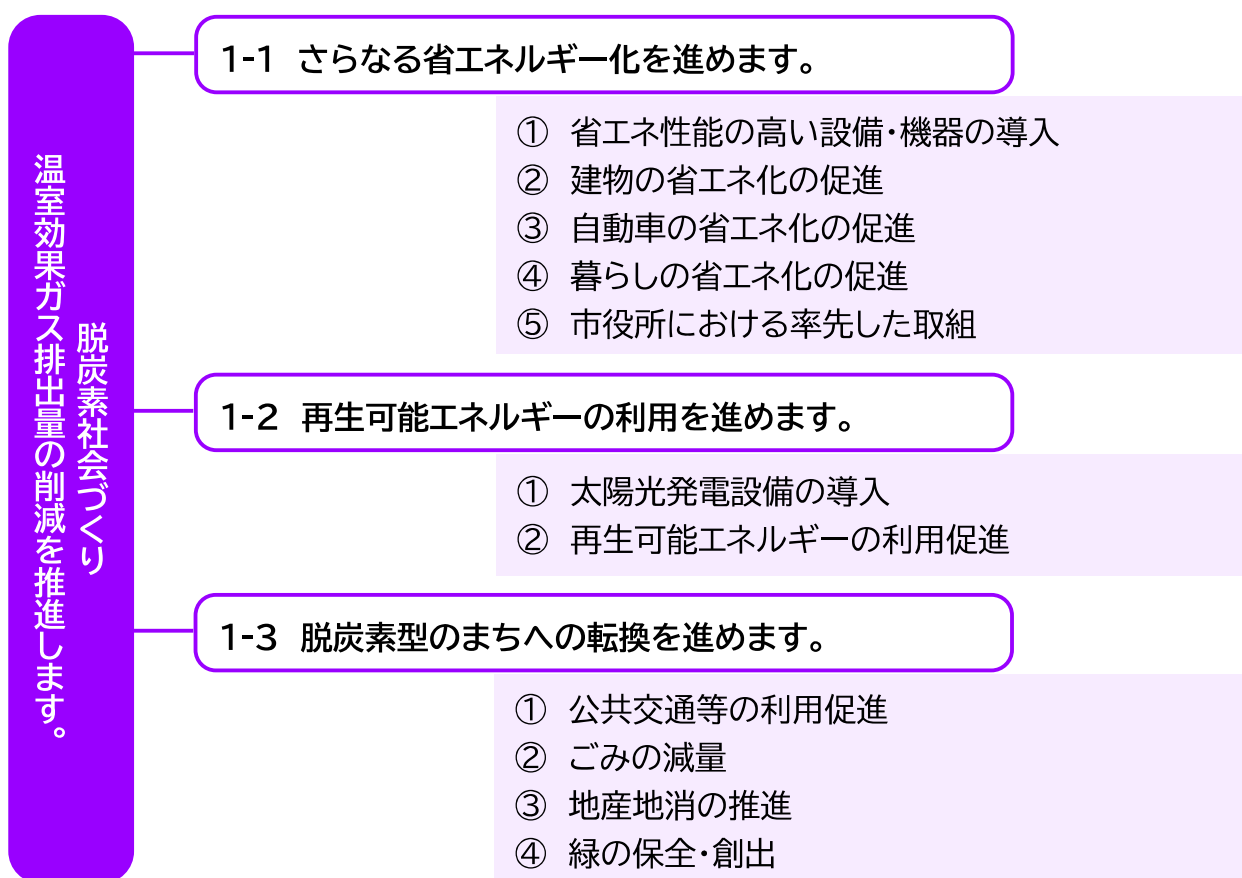 脱炭素社会づくり
温室効果ガス排出量の削減を推進します。
1-1 さらなる省エネルギー化を進めます。
① 省エネ性能の高い設備・機器の導入
② 建物の省エネ化の促進
③ 自動車の省エネ化の促進
④ 暮らしの省エネ化の促進
⑤ 市役所における率先した取組
1-2 再生可能エネルギーの利用を進めます。
① 太陽光発電設備の導入
② 再生可能エネルギーの利用促進
1-3 脱炭素型のまちへの転換を進めます。
① 公共交通等の利用促進
② ごみの減量
③ 地産地消の推進
④ 緑の保全・創出